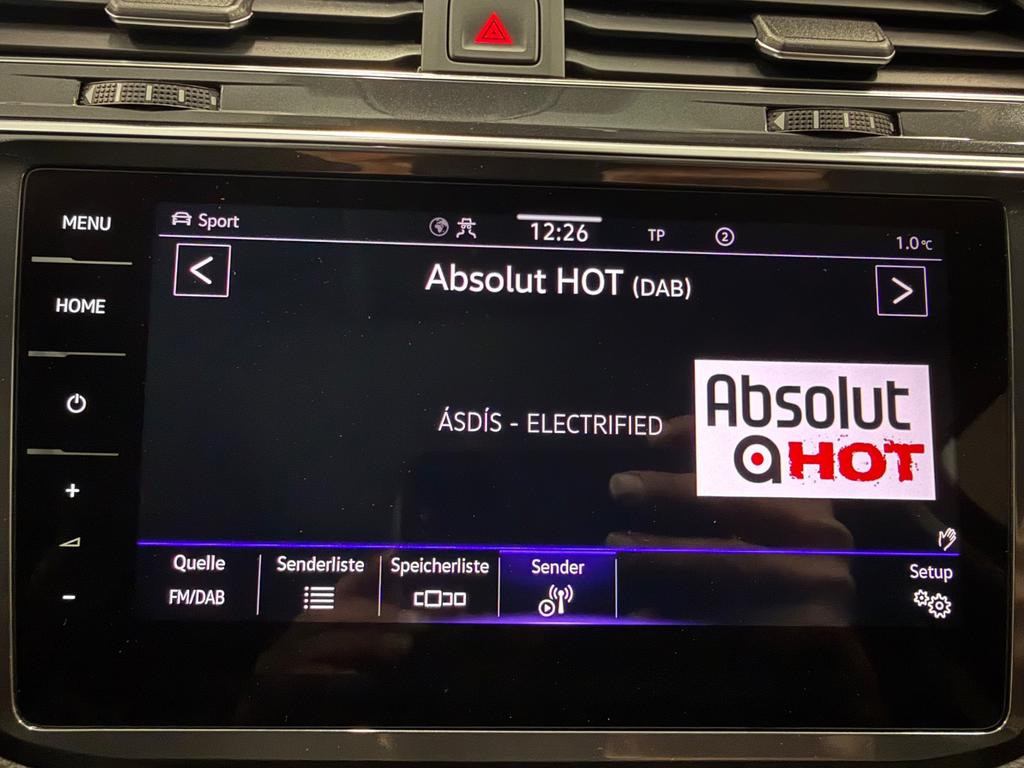 MENU
HOME
+
-
Sport
12:26
TP
2
1.0°C
<
Absolut HOT (DAB)
>
ÁSDÍS - ELECTRIFIED
Absolut
a HOT
Quelle
FM/DAB
Senderliste
Speicherliste
Sender
Setup